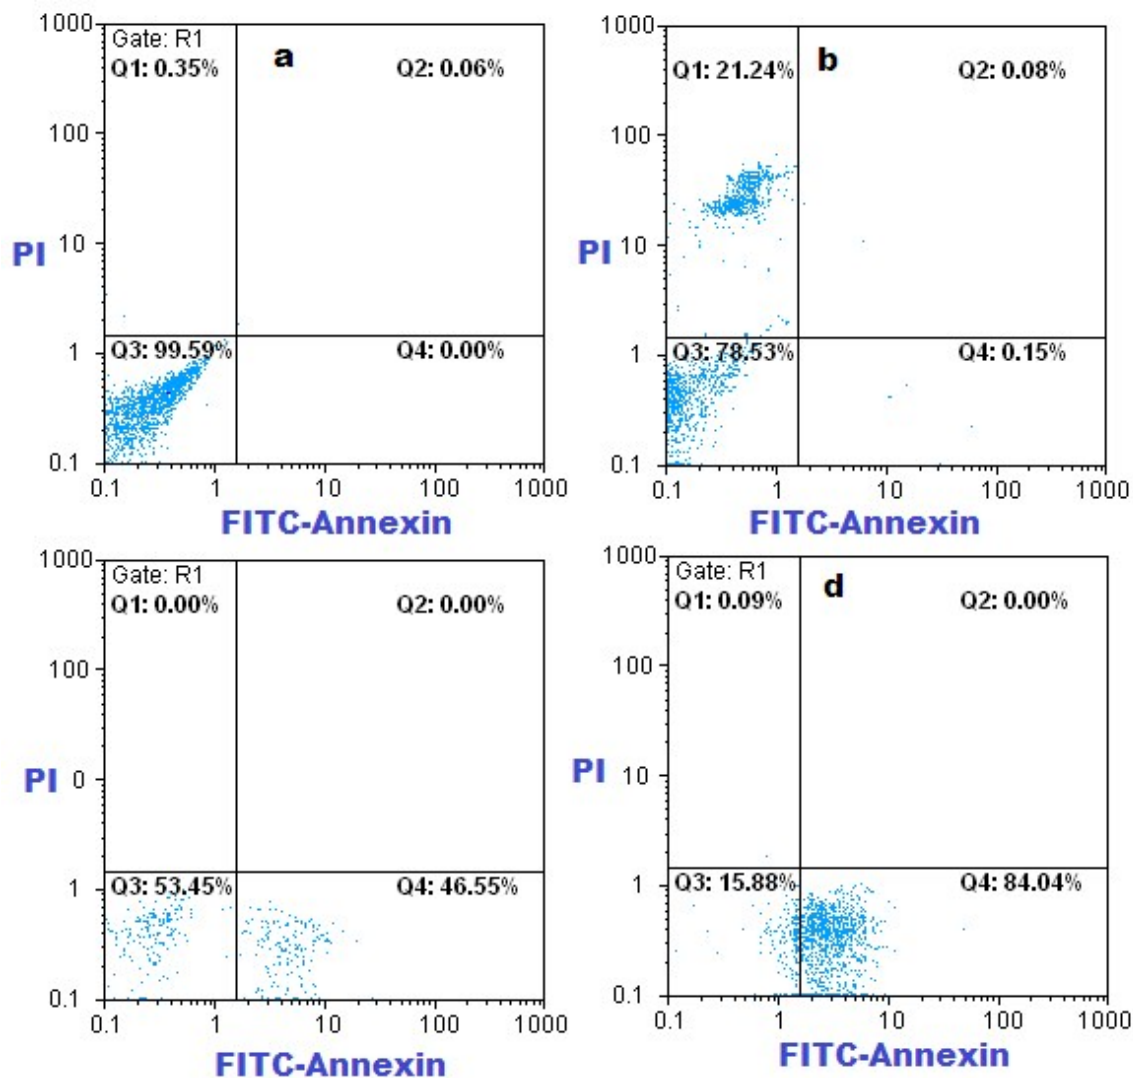 1000
Gate: R1
a
Q1: 0.35%
Q2: 0.06%
100
PI
10
Q3: 99.59%
Q4: 0.00%
1
0.1
0.1 1 10 100 1000
FITC-Annexin
1000
b
Q1: 21.24%
Q2: 0.08%
100
PI
10
Q3: 78.53%
Q4: 0.15%
1
0.1
0.1 1 10 100 1000
FITC-Annexin
1000
Gate: R1
Q1: 0.00%
Q2: 0.00%
100
PI
0
Q3: 53.45%
Q4: 46.55%
1
0.1
0.1 1 10 100 1000
FITC-Annexin
1000
Gate: R1
d
Q1: 0.09%
Q2: 0.00%
100
PI
10
Q3: 15.88%
Q4: 84.04%
1
0.1
0.1 1 10 100 1000
FITC-Annexin